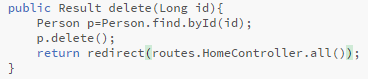 public Result delete(Long id){
    Person p=Person.find.byId(id);
    p.delete();
    return redirect(routes.HomeController.all());
}